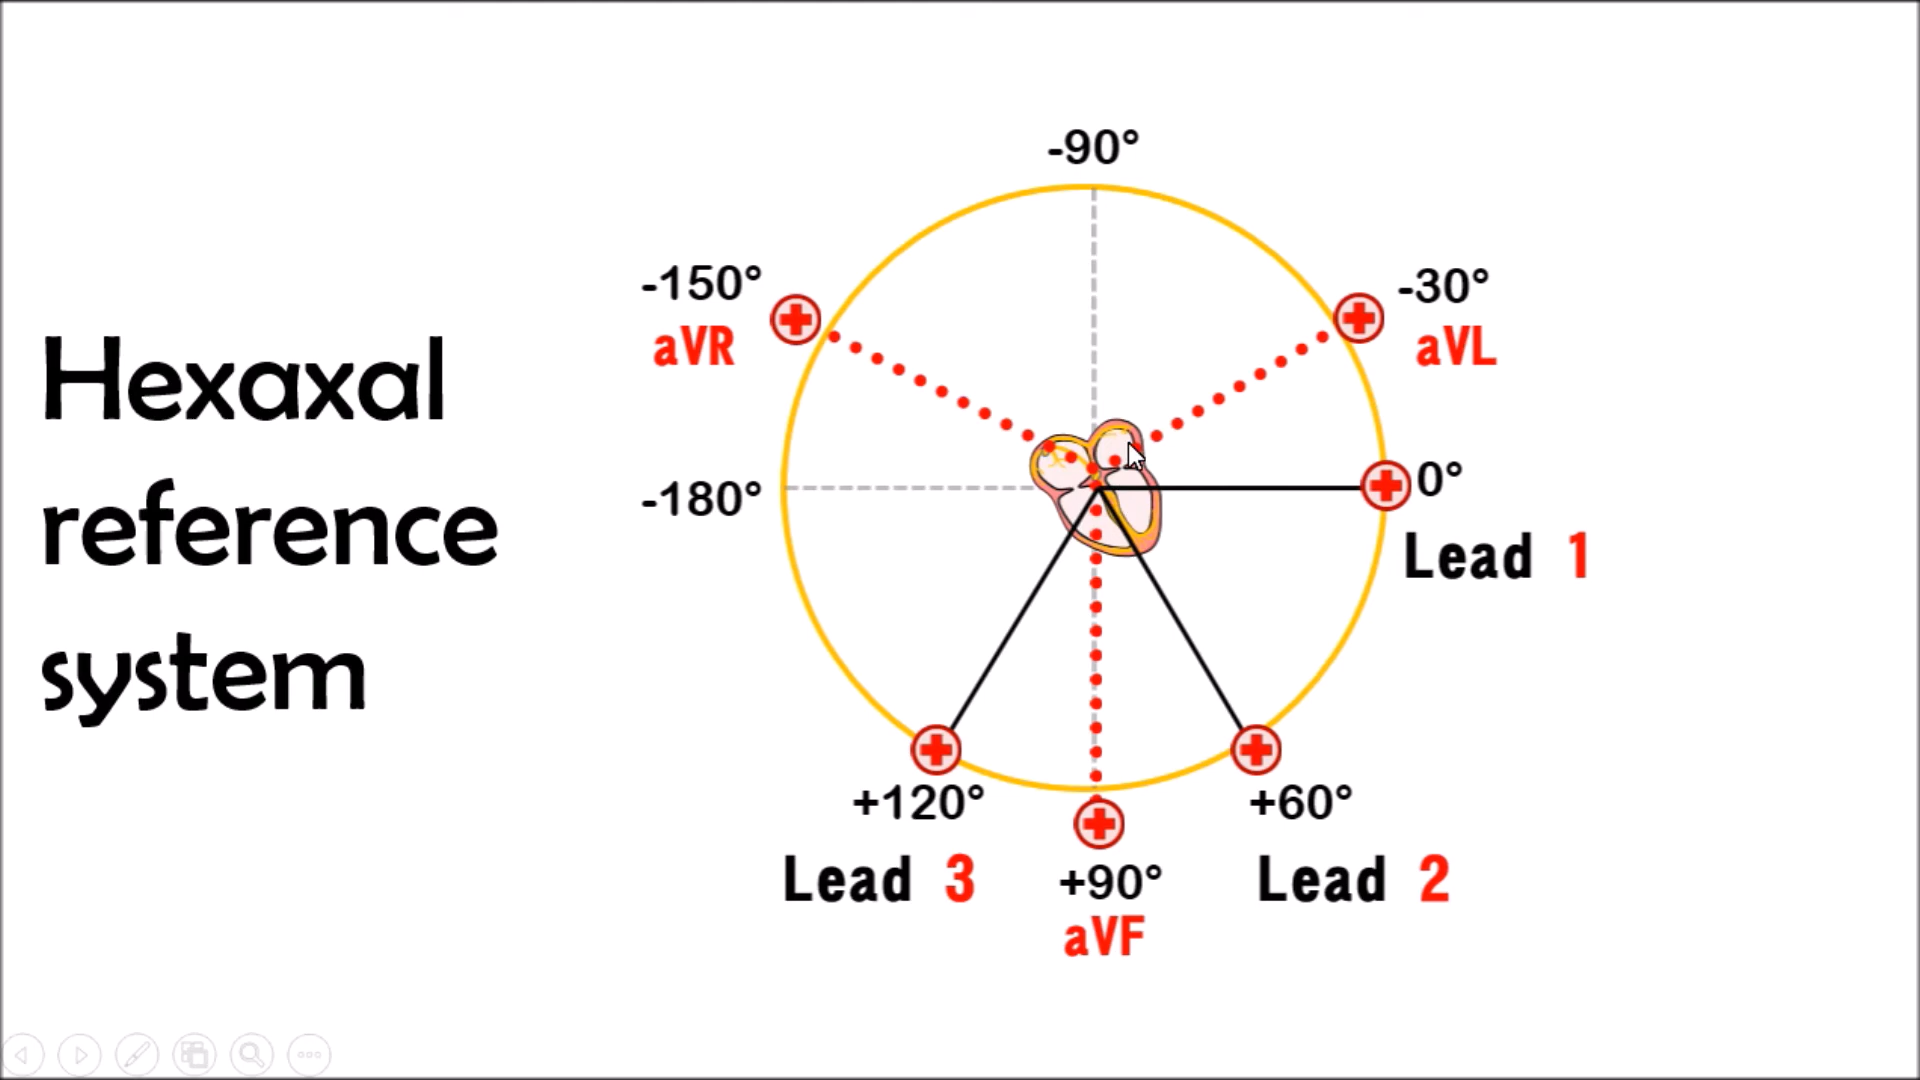 Hexaxal
reference
system
-90°
-150°
aVR
-30°
aVL
-180°
0°
Lead 1
+120°
Lead 3
+90°
aVF
+60°
Lead 2